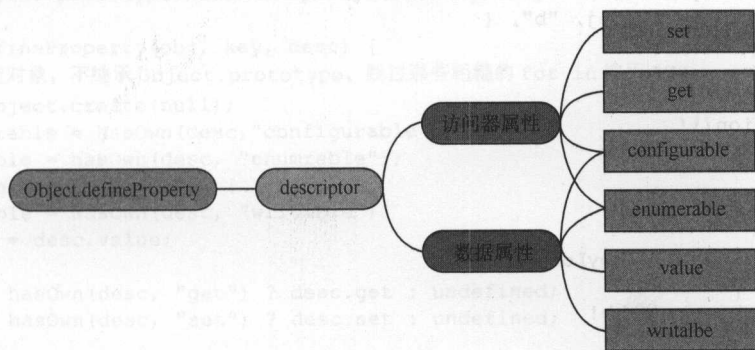 Object.defineProperty
descriptor
访问器属性
数据属性
set
get
configurable
enumerable
value
writalbe